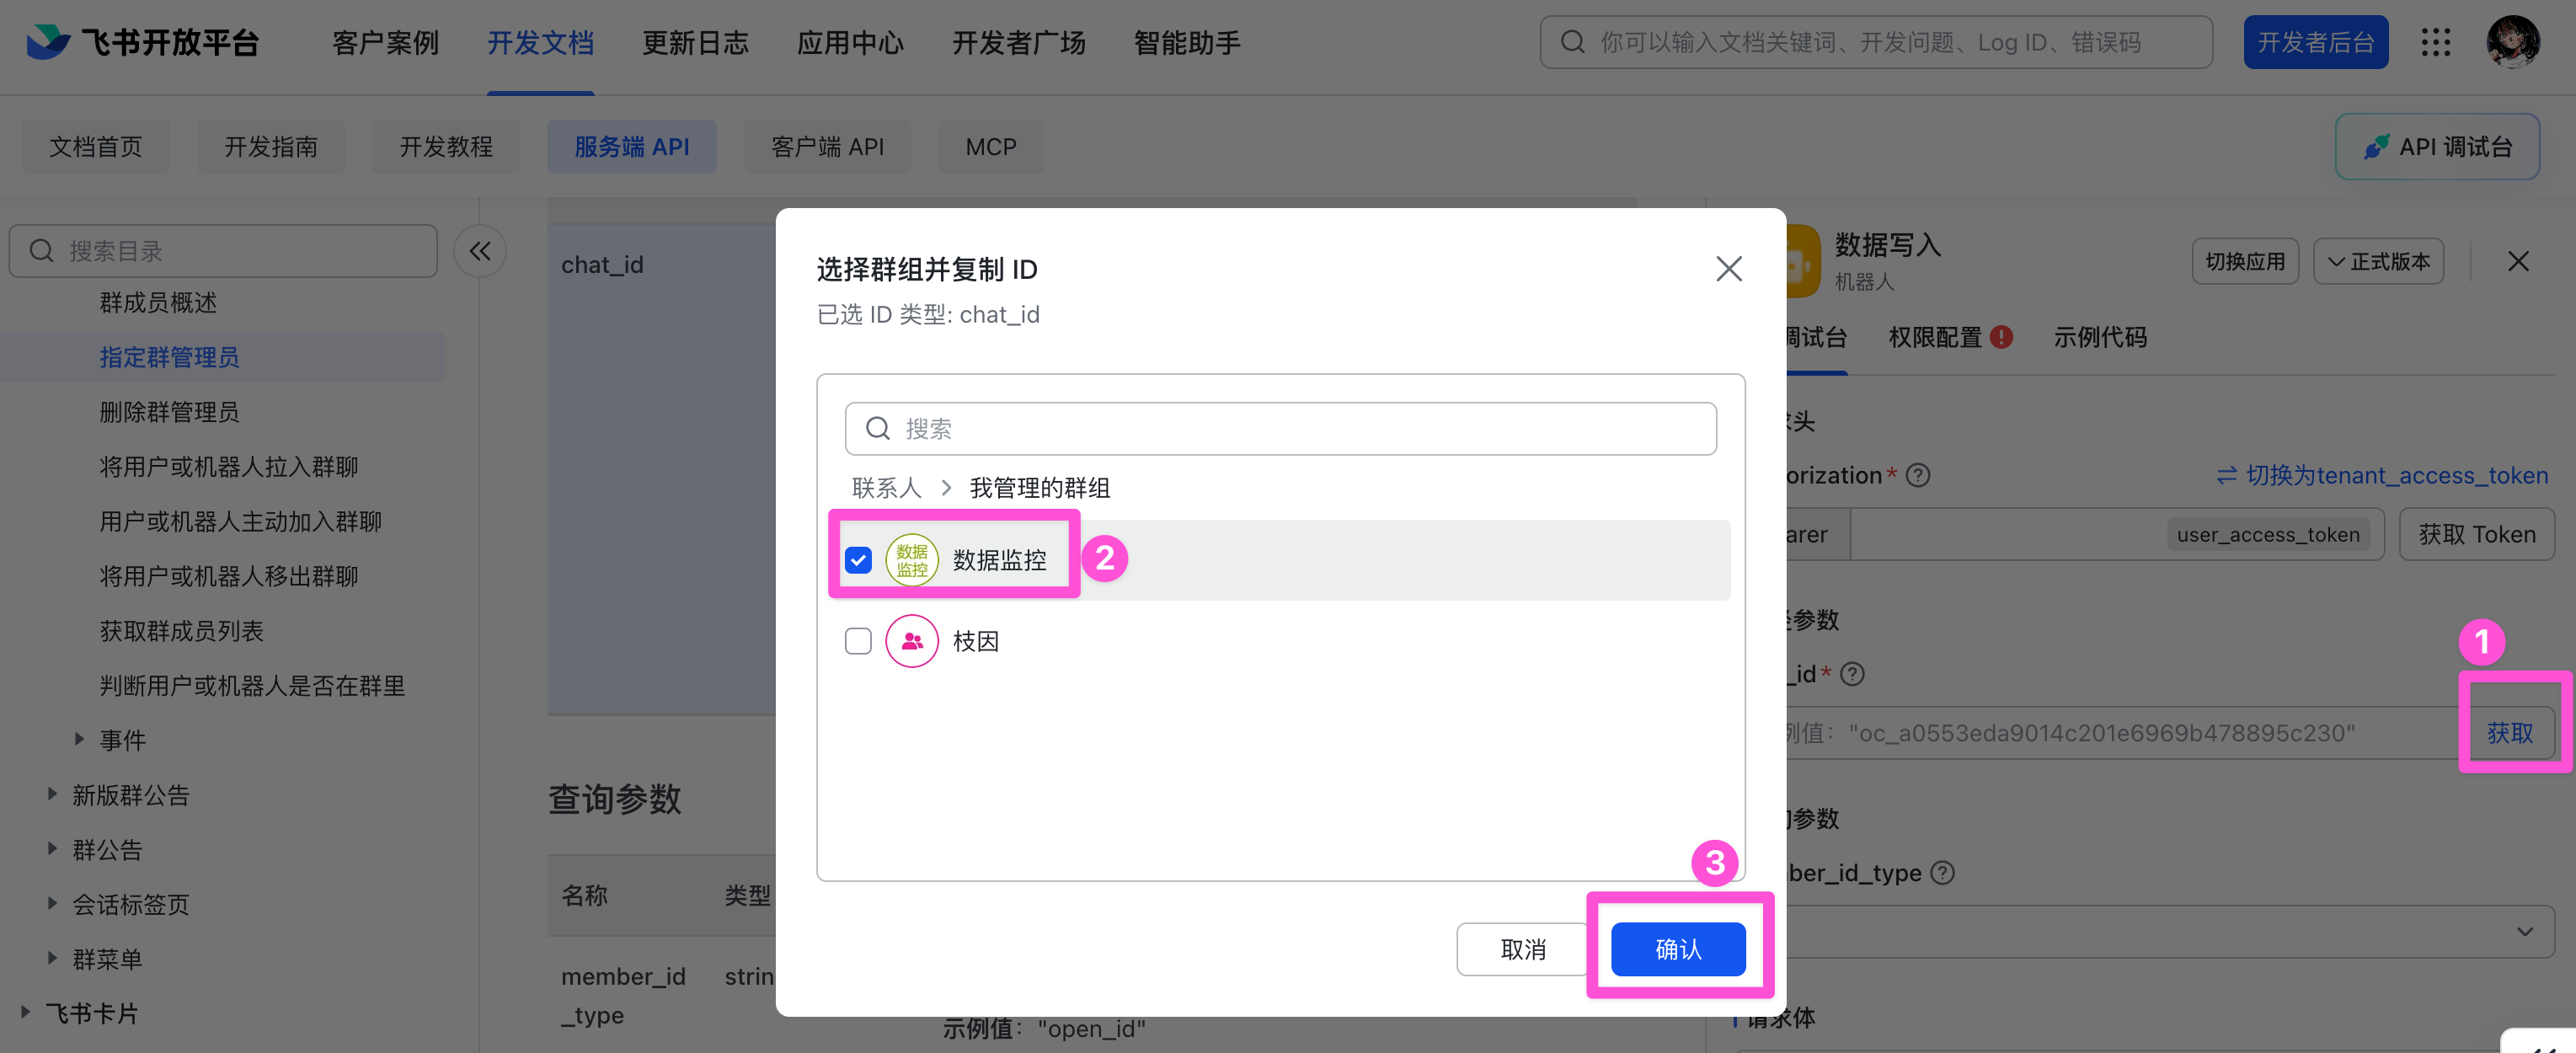 飞书开放平台
客户案例
开发文档
更新日志
应用中心
开发者广场
智能助手
你可以输入文档关键词、开发问题、Log ID、错误码
开发者后台
文档首页
开发指南
开发教程
服务端 API
客户端 API
MCP
API 调试台
搜索目录
群成员概述
指定群管理员
删除群管理员
将用户或机器人拉入群聊
用户或机器人主动加入群聊
将用户或机器人移出群聊
获取群成员列表
判断用户或机器人是否在群里
事件
新版群公告
群公告
会话标签页
群菜单
飞书卡片
chat_id
查询参数
名称
类型
member_id
_type
strin
示例值："open_id"
选择群组并复制 ID
已选 ID 类型: chat_id
搜索
联系人 > 我管理的群组
数据
监控
数据监控
2
枝因
3
取消
确认
数据写入
机器人
切换应用
正式版本
调试台
权限配置
示例代码
求头
orization*
切换为tenant_access_token
arer
user_access_token
获取 Token
径参数
1
_id*
例值："oc_a0553eda9014c201e6969b478895c230"
获取
询参数
ber_id_type
请求体